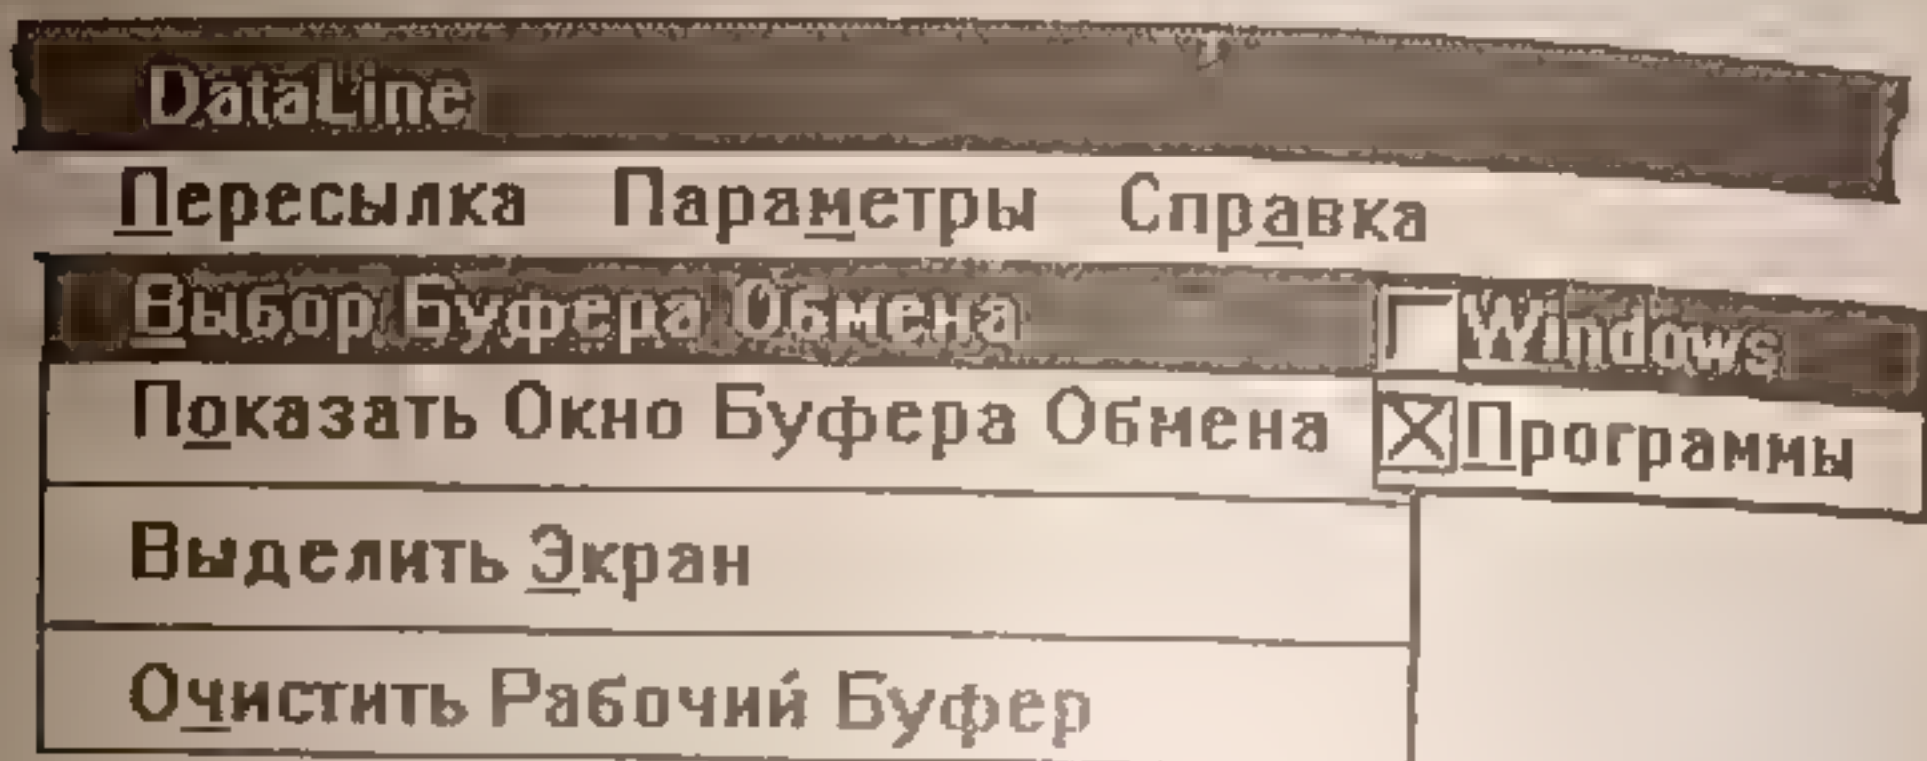 DataLine
Пересылка Параметры Справка
Выбор Буфера Обмена
Windows
Показать Окно Буфера Обмена
Программы
Выделить Экран
Очистить Рабочий Буфер